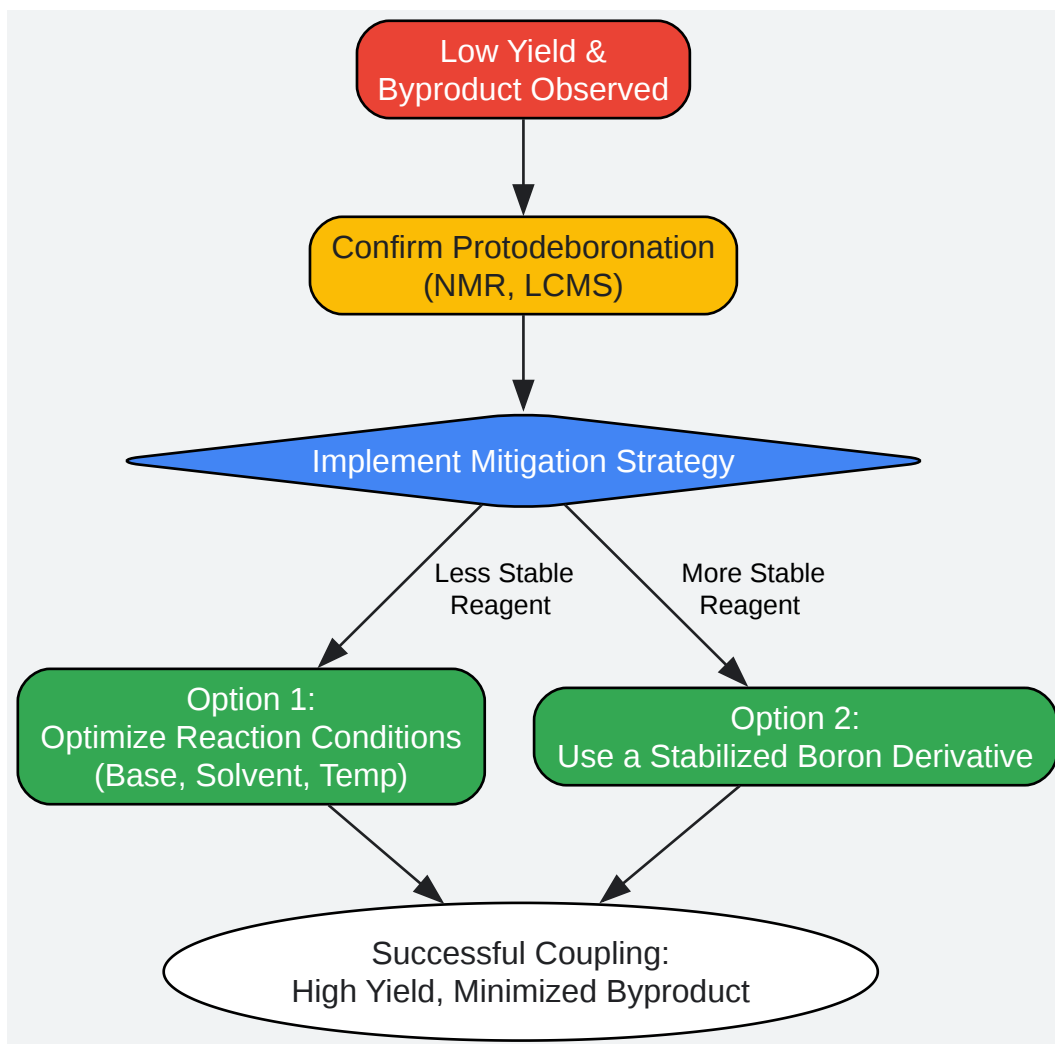 Low Yield &
Byproduct Observed
Confirm Protodeboronation
(NMR, LCMS)
Implement Mitigation Strategy
Less Stable
Reagent
More Stable
Reagent
Option 1:
Optimize Reaction Conditions
(Base, Solvent, Temp)
Option 2:
Use a Stabilized Boron Derivative
Successful Coupling:
High Yield, Minimized Byproduct